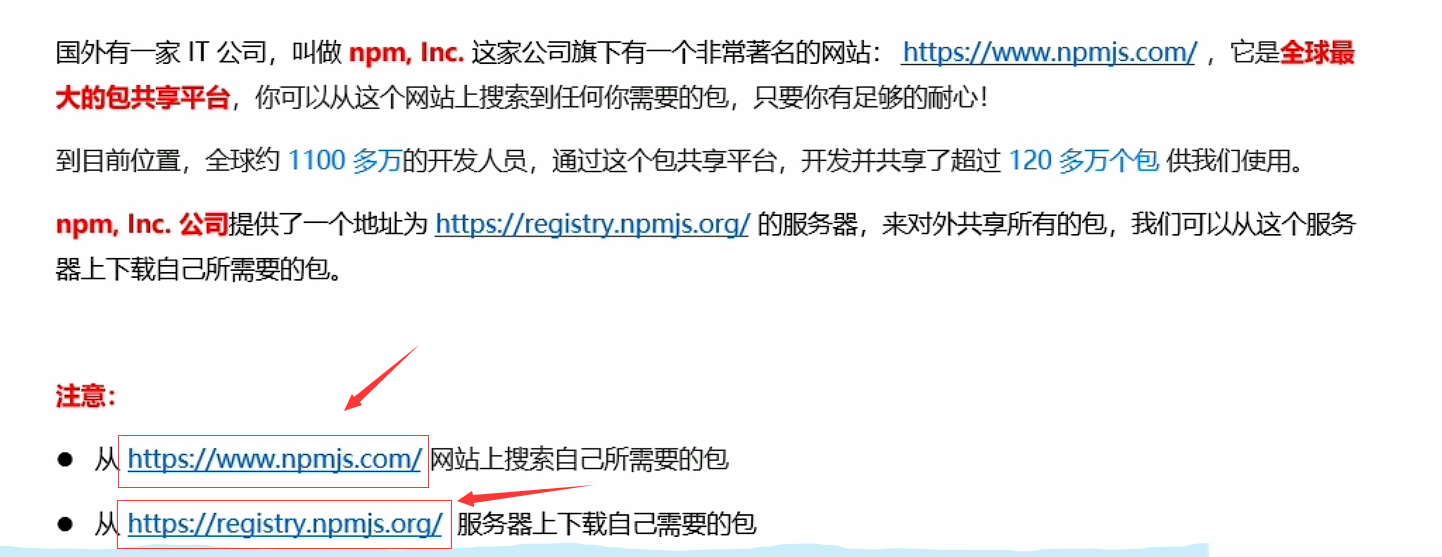 国外有一家 IT 公司，叫做 npm, Inc. 这家公司旗下有一个非常著名的网站： https://www.npmjs.com/ ，它是全球最
大的包共享平台，你可以从这个网站上搜索到任何你需要的包，只要你有足够的耐心！
到目前位置，全球约 1100 多万的开发人员，通过这个包共享平台，开发并共享了超过 120 多万个包 供我们使用。
npm, Inc. 公司提供了一个地址为 https://registry.npmjs.org/ 的服务器，来对外共享所有的包，我们可以从这个服务
器上下载自己所需要的包。
注意：
● 从 https://www.npmjs.com/ 网站上搜索自己所需要的包
● 从 https://registry.npmjs.org/ 服务器上下载自己需要的包